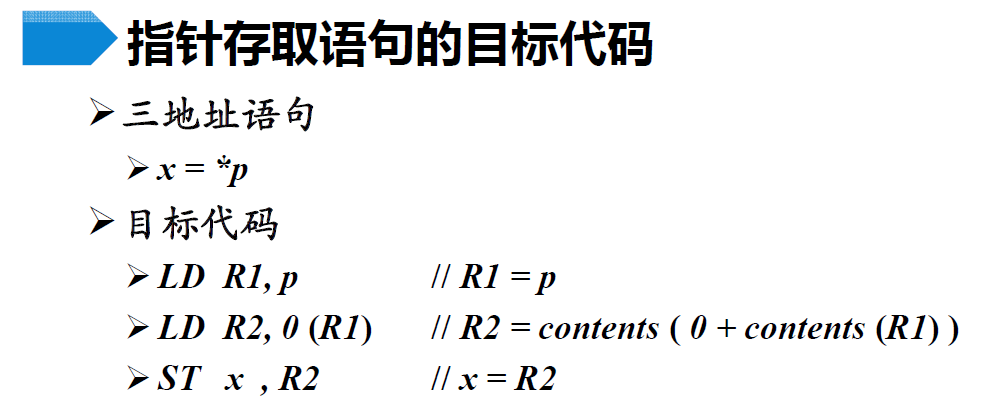 指针存取语句的目标代码
➢三地址语句
➢x = *p
➢目标代码
➢LD R1, p // R1 = p
➢LD R2, 0 (R1) // R2 = contents ( 0 + contents (R1) )
➢ST x , R2 // x = R2